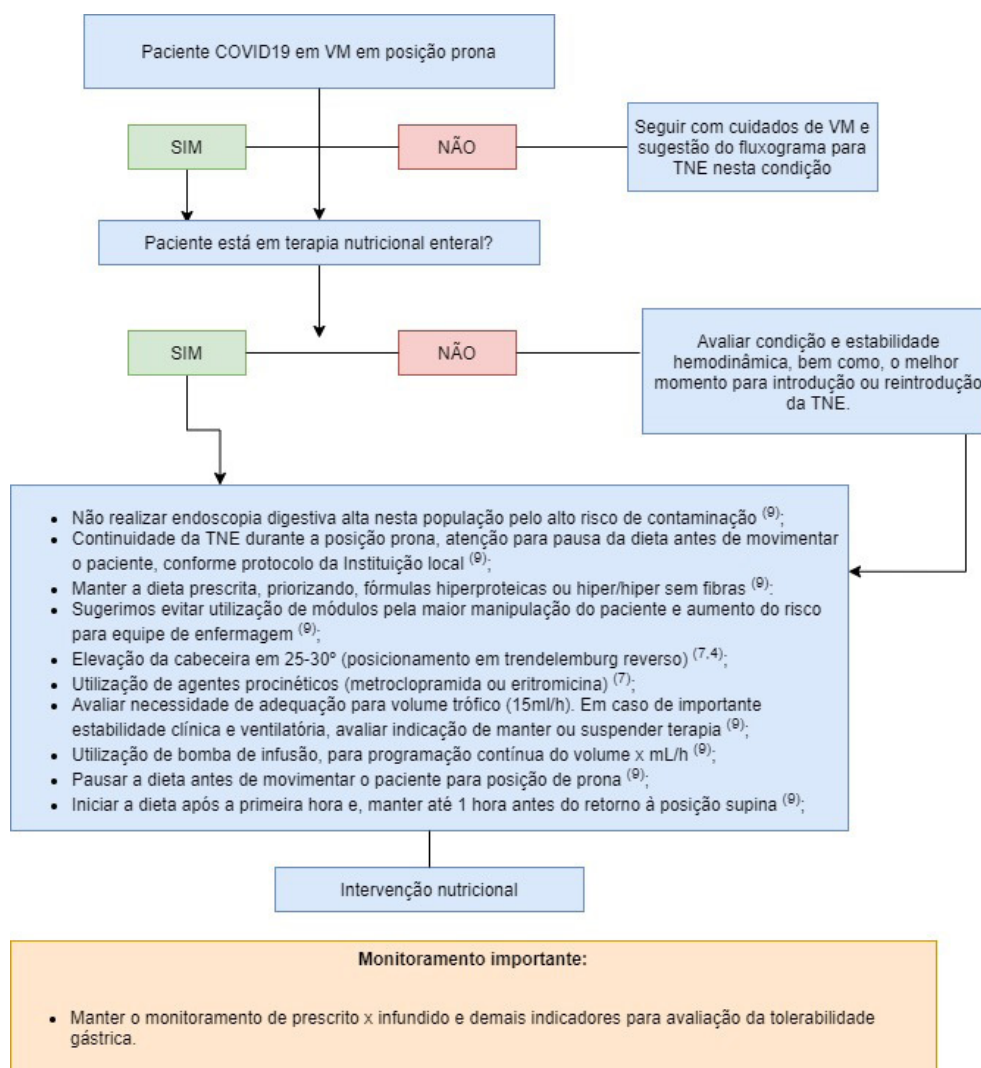 Paciente COVID19 em VM em posição prona
SIM
NÃO
Seguir com cuidados de VM e
sugestão do fluxograma para
TNE nesta condição
Paciente está em terapia nutricional enteral?
SIM
NÃO
Avaliar condição e estabilidade
hemodinâmica, bem como, o melhor
momento para introdução ou reintrodução
da TNE.
• Não realizar endoscopia digestiva alta nesta população pelo alto risco de contaminação (9);
• Continuidade da TNE durante a posição prona, atenção para pausa da dieta antes de movimentar
o paciente, conforme protocolo da Instituição local (9);
• Manter a dieta prescrita, priorizando, fórmulas hiperproteicas ou hiper/hiper sem fibras (9).
• Sugerimos evitar utilização de módulos pela maior manipulação do paciente e aumento do risco
para equipe de enfermagem (9);
• Elevação da cabeceira em 25-30º (posicionamento em trendelemburg reverso) (7,4);
• Utilização de agentes procinéticos (metroclopramida ou eritromicina) (7);
• Avaliar necessidade de adequação para volume trófico (15ml/h). Em caso de importante
estabilidade clínica e ventilatória, avaliar indicação de manter ou suspender terapia (9);
• Utilização de bomba de infusão, para programação contínua do volume x mL/h (9);
• Pausar a dieta antes de movimentar o paciente para posição de prona (9);
• Iniciar a dieta após a primeira hora e, manter até 1 hora antes do retorno à posição supina (9);
Intervenção nutricional
Monitoramento importante:
• Manter o monitoramento de prescrito x infundido e demais indicadores para avaliação da tolerabilidade
gástrica.